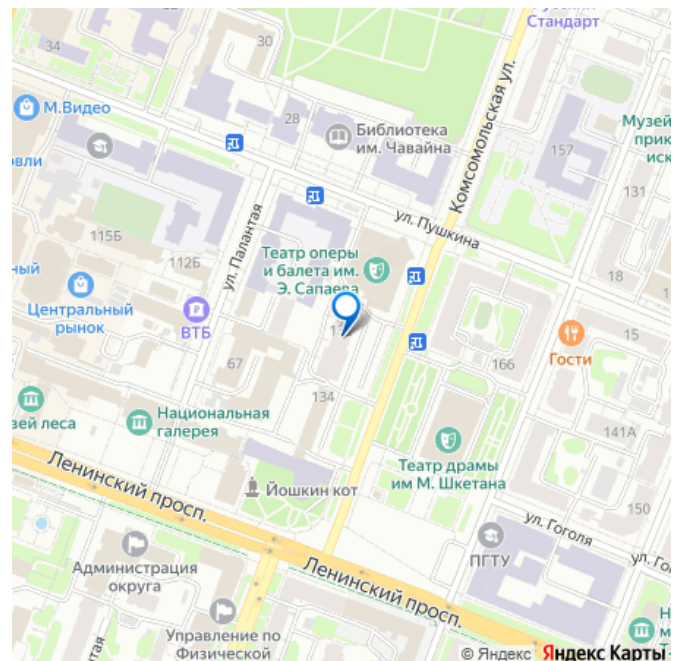 Русский
Стандарт
34
30
М.Видео
28
Библиотека
им. Чавайна
Комсомольская ул.
Музей
прик
иск
157
131
овли
ул. Пушкина
ул. Палантая
115Б
112Б
Театр оперы
и балета им.
Э. Сапаева
ный
Центральный
рынок
ВТБ
18
15
Гости
166
67
134
зей леса
Национальная
галерея
141А
Театр драмы
им М. Шкетана
Йошкин кот
Ленинский просп.
150
ул. Гоголя
ПГТУ
Администрация
округа
Ленинский просп.
Управление по
Физической
© Яндекс Яндекс Карты